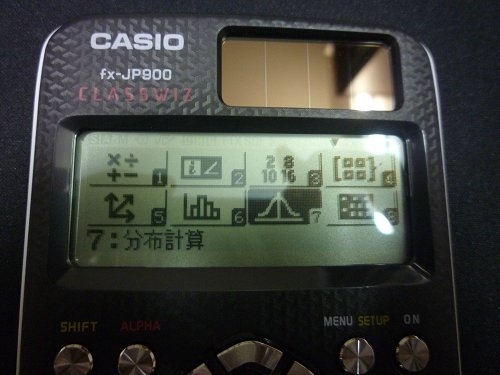 CASIO
fx-JP900
CLASSWIZ
×÷ +− 1
i∠ 2
2 8 10 16 3
4
5
6
7
7:分布計算
SHIFT ALPHA MENU SETUP ON